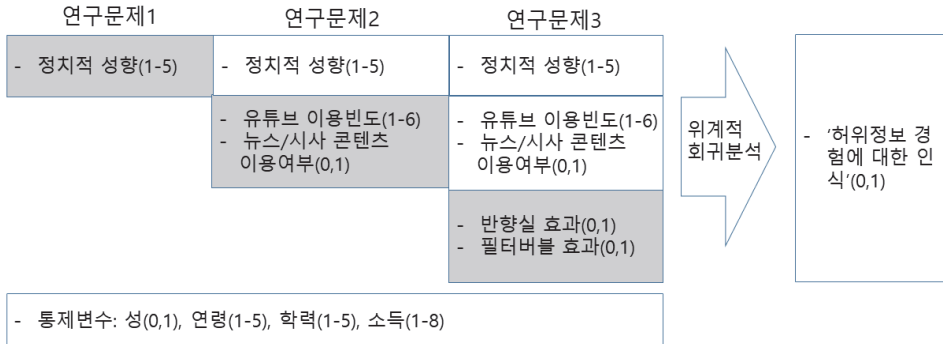 연구문제1
연구문제2
연구문제3
- 정치적 성향(1-5)
- 정치적 성향(1-5)
- 정치적 성향(1-5)
- 유튜브 이용빈도(1-6)
- 뉴스/시사 콘텐츠
이용여부(0,1)
- 유튜브 이용빈도(1-6)
- 뉴스/시사 콘텐츠
이용여부(0,1)
- 반향실 효과(0,1)
- 필터버블 효과(0,1)
위계적
회귀분석
- ‘허위정보 경
험에 대한 인
식‘(0,1)
- 통제변수: 성(0,1), 연령(1-5), 학력(1-5), 소득(1-8)